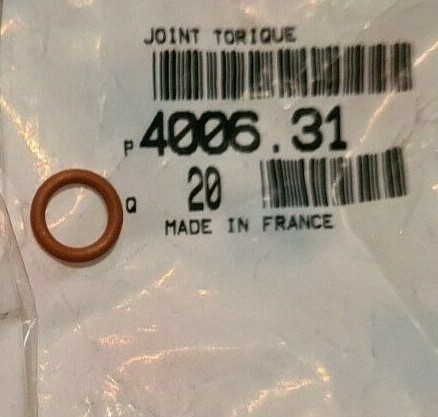 JOINT TORIQUE
P 4006.31
Q 20
MADE IN FRANCE